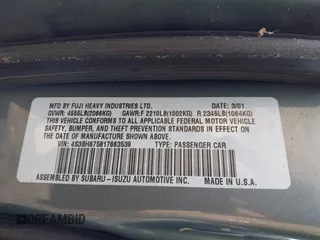 MFD BY FUJI HEAVY INDUSTRIES LTD. DATE: 3/01
GVWR: 4555LB(2066KG) GAWR:F 2210LB(1002KG) R 2345LB(1064KG)
THIS VEHICLE CONFORMS TO ALL APPLICABLE FEDERAL MOTOR VEHICLE
SAFETY, BUMPER, AND THEFT PREVENTION STANDARDS IN EFFECT
ON THE DATE OF MANUFACTURE SHOWN ABOVE.
VIN: 4S3BH675817663539 TYPE: PASSENGER CAR
ASSEMBLED BY SUBARU-ISUZU AUTOMOTIVE INC. MADE IN U.S.A.
DREAMBID